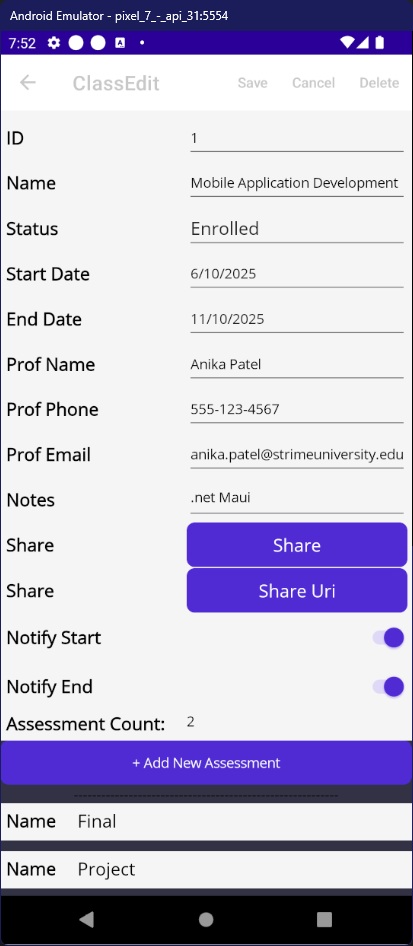 Android Emulator - pixel_7_-_api_31:5554
7:52 A
ClassEdit Save Cancel Delete
ID 1
Name Mobile Application Development
Status Enrolled
Start Date 6/10/2025
End Date 11/10/2025
Prof Name Anika Patel
Prof Phone 555-123-4567
Prof Email anika.patel@strimeuniversity.edu
Notes .net Maui
Share Share
Share Share Uri
Notify Start
Notify End
Assessment Count: 2
+ Add New Assessment
Name Final
Name Project